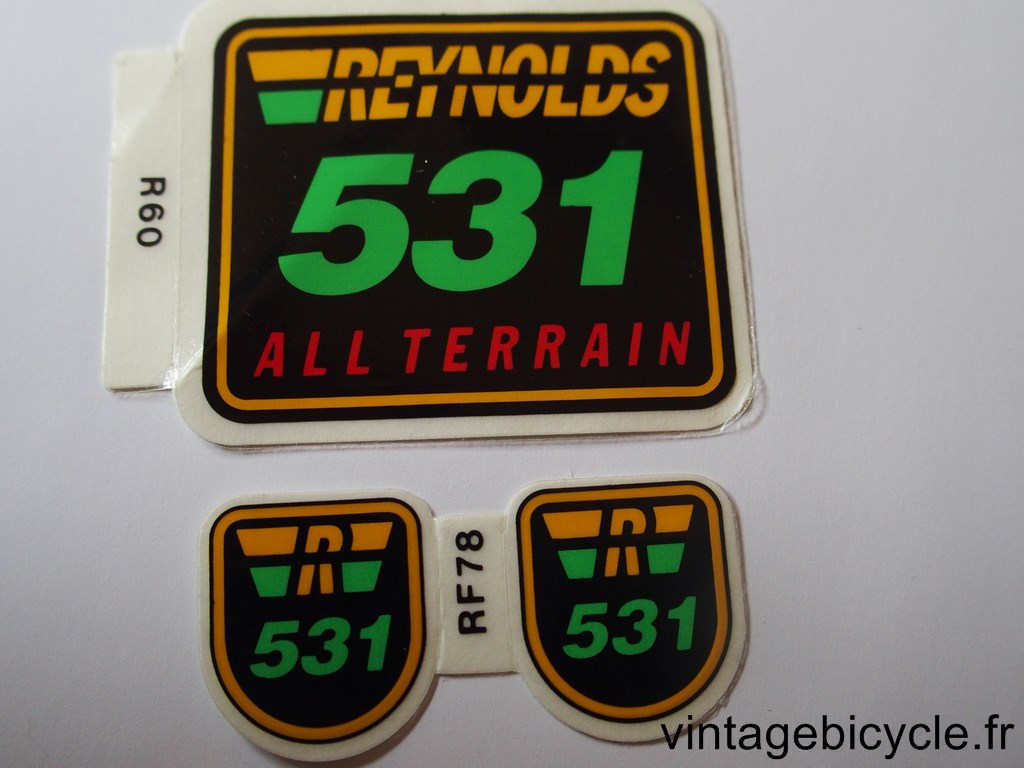 REYNOLDS
531
ALL TERRAIN
R60
R
531
RF78
R
531
vintagebicycle.fr